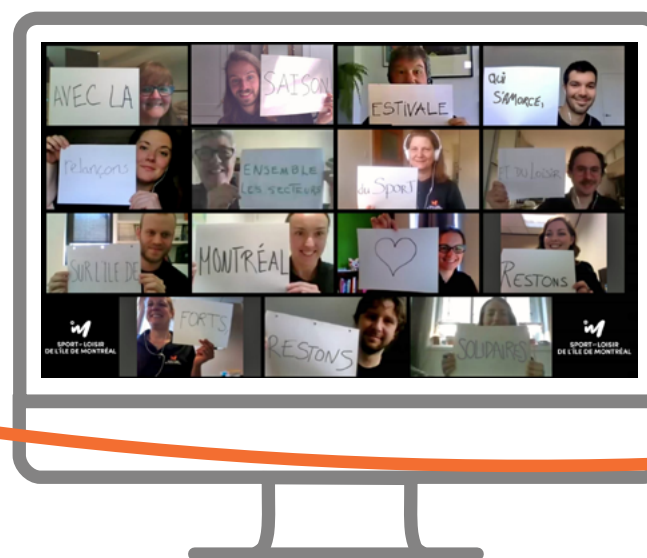 AVEC LA
SAISON
ESTIVALE
QUI
S'AMORCE,
relançons
ENSEMBLE
LES SECTEURS
du SPORT
ET DU LOISIR
SUR L'ILE DE
MONTRÉAL
RESTONS
FORTS
RESTONS
SOLIDAIRES
SPORT ET LOISIR
DE L'ÎLE DE MONTRÉAL
SPORT ET LOISIR
DE L'ÎLE DE MONTRÉAL